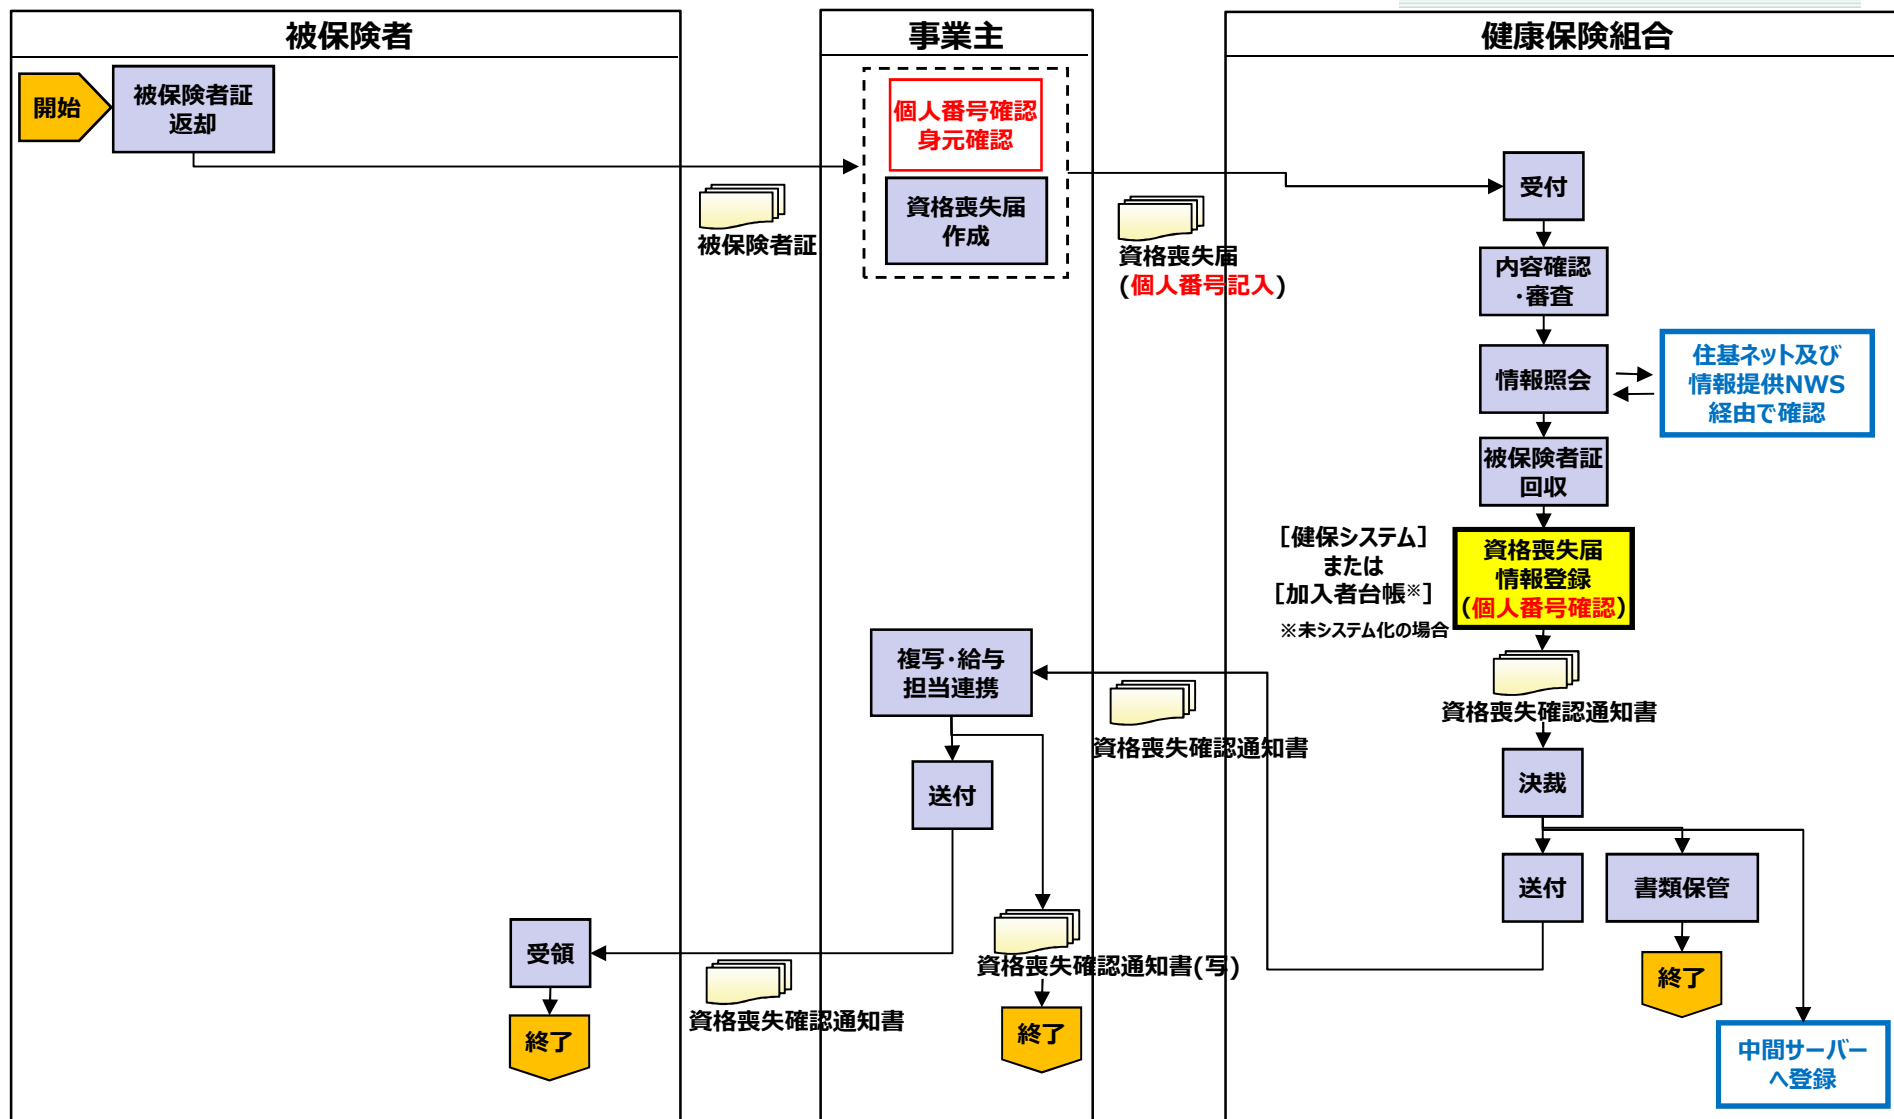 被保険者
事業主
健康保険組合
開始
被保険者証
返却
個人番号確認
身元確認
資格喪失届
作成
被保険者証
資格喪失届
(個人番号記入)
受付
内容確認
・審査
情報照会
住基ネット及び
情報提供NWS
経由で確認
被保険者証
回収
[健保システム]
または
[加入者台帳※]
※未システム化の場合
資格喪失届
情報登録
(個人番号確認)
資格喪失確認通知書
複写・給与
担当連携
資格喪失確認通知書
決裁
送付
送付
書類保管
受領
資格喪失確認通知書(写)
資格喪失確認通知書
終了
終了
終了
中間サーバー
へ登録